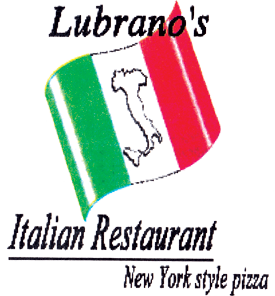 Lubrano's
Italian Restaurant
New York style pizza